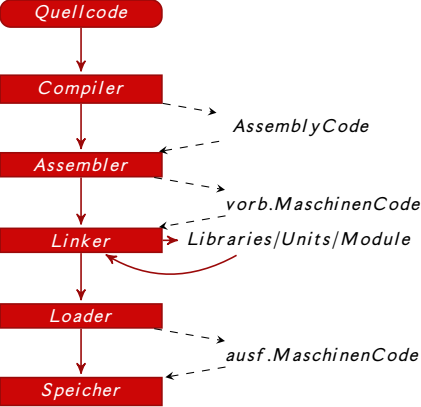 Quellcode
Compiler
AssemblyCode
Assembler
vorb.MaschinenCode
Linker
Libraries/Units/Module
Loader
ausf.MaschinenCode
Speicher